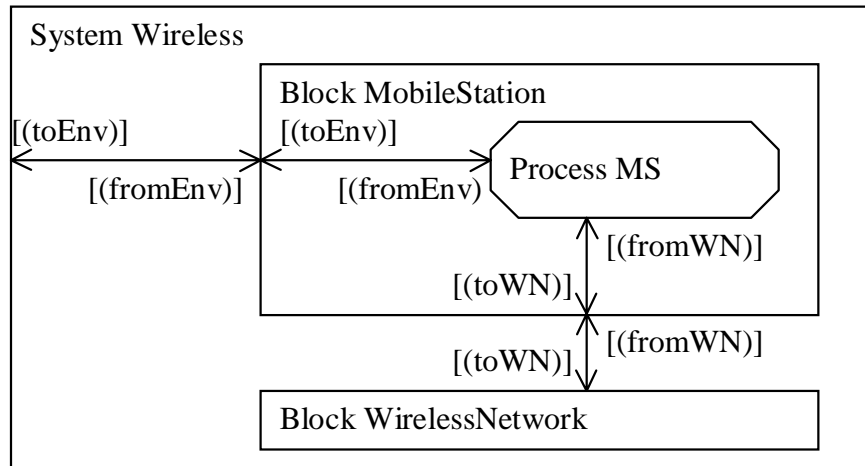 System Wireless
Block MobileStation
[(toEnv)]
[(toEnv)]
Process MS
[(fromEnv)]
[(fromEnv)
[(fromWN)]
[(toWN)]
[(fromWN)]
[(toWN)]
Block WirelessNetwork